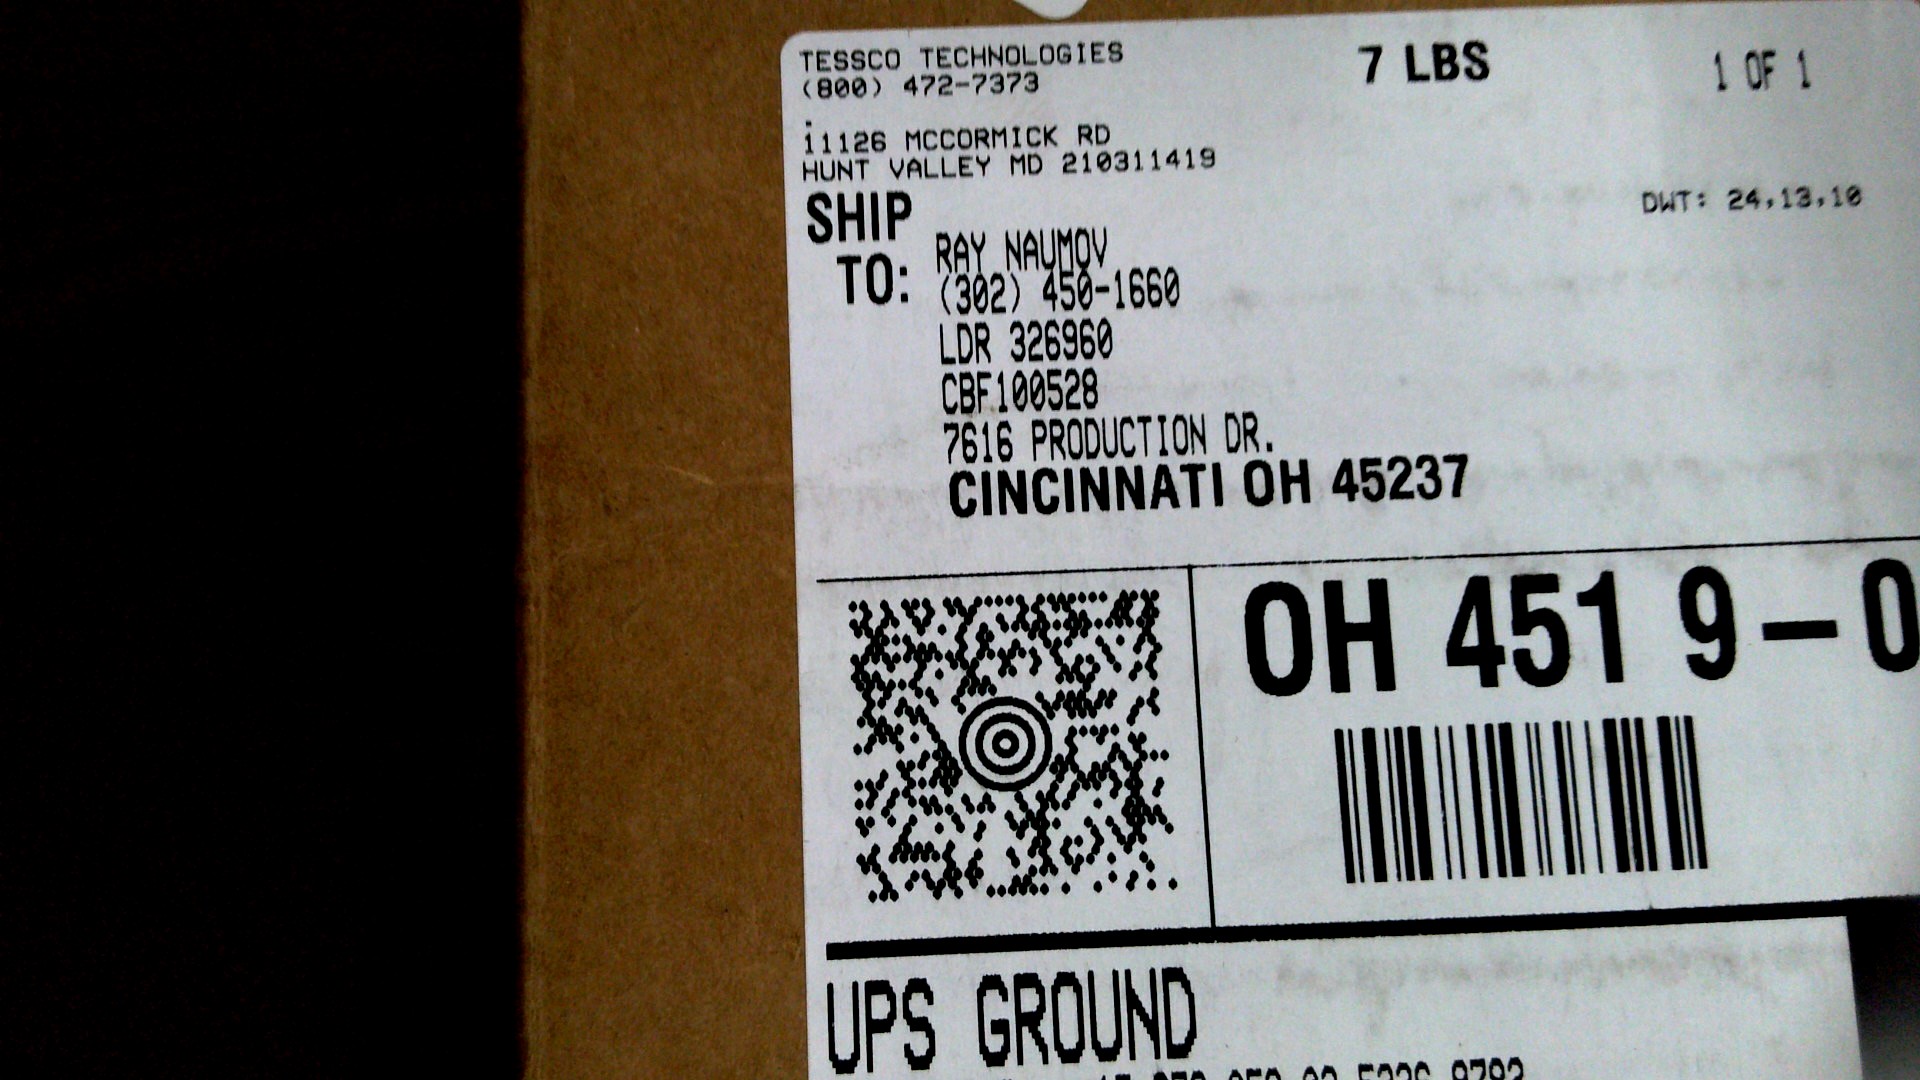 TESSCO TECHNOLOGIES
(800) 472-7373
7 LBS
1 OF 1
.
11126 MCCORMICK RD
HUNT VALLEY MD 210311419
DWT: 24,13,10
SHIP
TO:
RAY NAUMOV
(302) 450-1660
LDR 326960
CBF100528
7616 PRODUCTION DR.
CINCINNATI OH 45237
OH 451 9-0
UPS GROUND